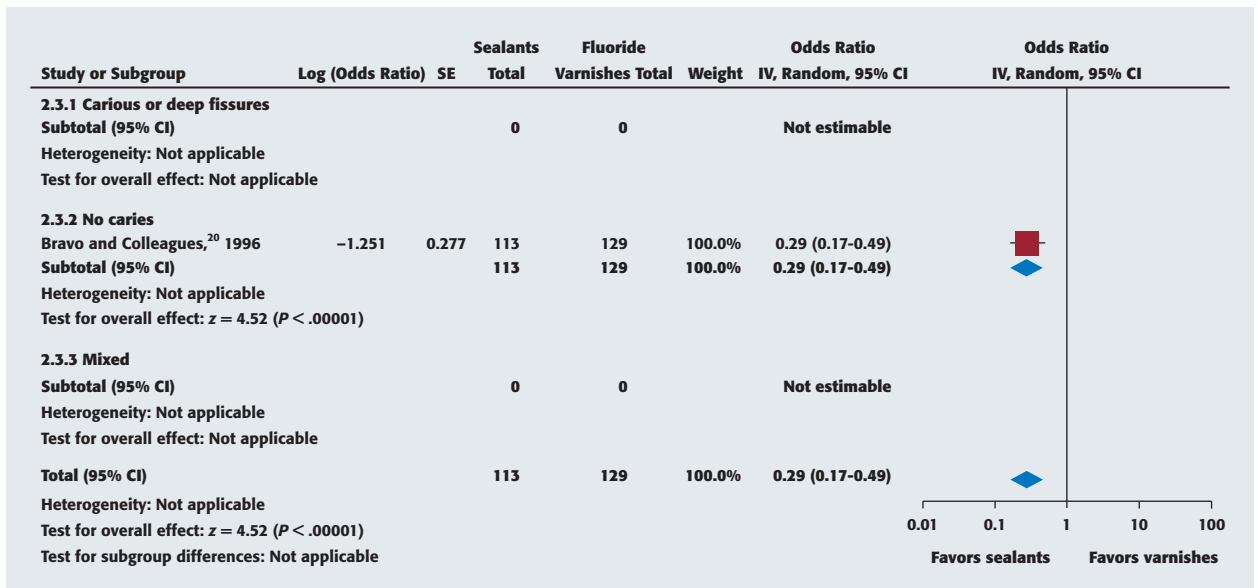 Sealants Fluoride Odds Ratio Odds Ratio
Study or Subgroup Log (Odds Ratio) SE Total Varnishes Total Weight IV, Random, 95% CI IV, Random, 95% CI
2.3.1 Carious or deep fissures
Subtotal (95% CI) 0 0 Not estimable
Heterogeneity: Not applicable
Test for overall effect: Not applicable
2.3.2 No caries
Bravo and Colleagues,²⁰ 1996 −1.251 0.277 113 129 100.0% 0.29 (0.17-0.49)
Subtotal (95% CI) 113 129 100.0% 0.29 (0.17-0.49)
Heterogeneity: Not applicable
Test for overall effect: z = 4.52 (P < .00001)
2.3.3 Mixed
Subtotal (95% CI) 0 0 Not estimable
Heterogeneity: Not applicable
Test for overall effect: Not applicable
Total (95% CI) 113 129 100.0% 0.29 (0.17-0.49)
Heterogeneity: Not applicable
Test for overall effect: z = 4.52 (P < .00001)
0.01 0.1 1 10 100
Test for subgroup differences: Not applicable
Favors sealants Favors varnishes